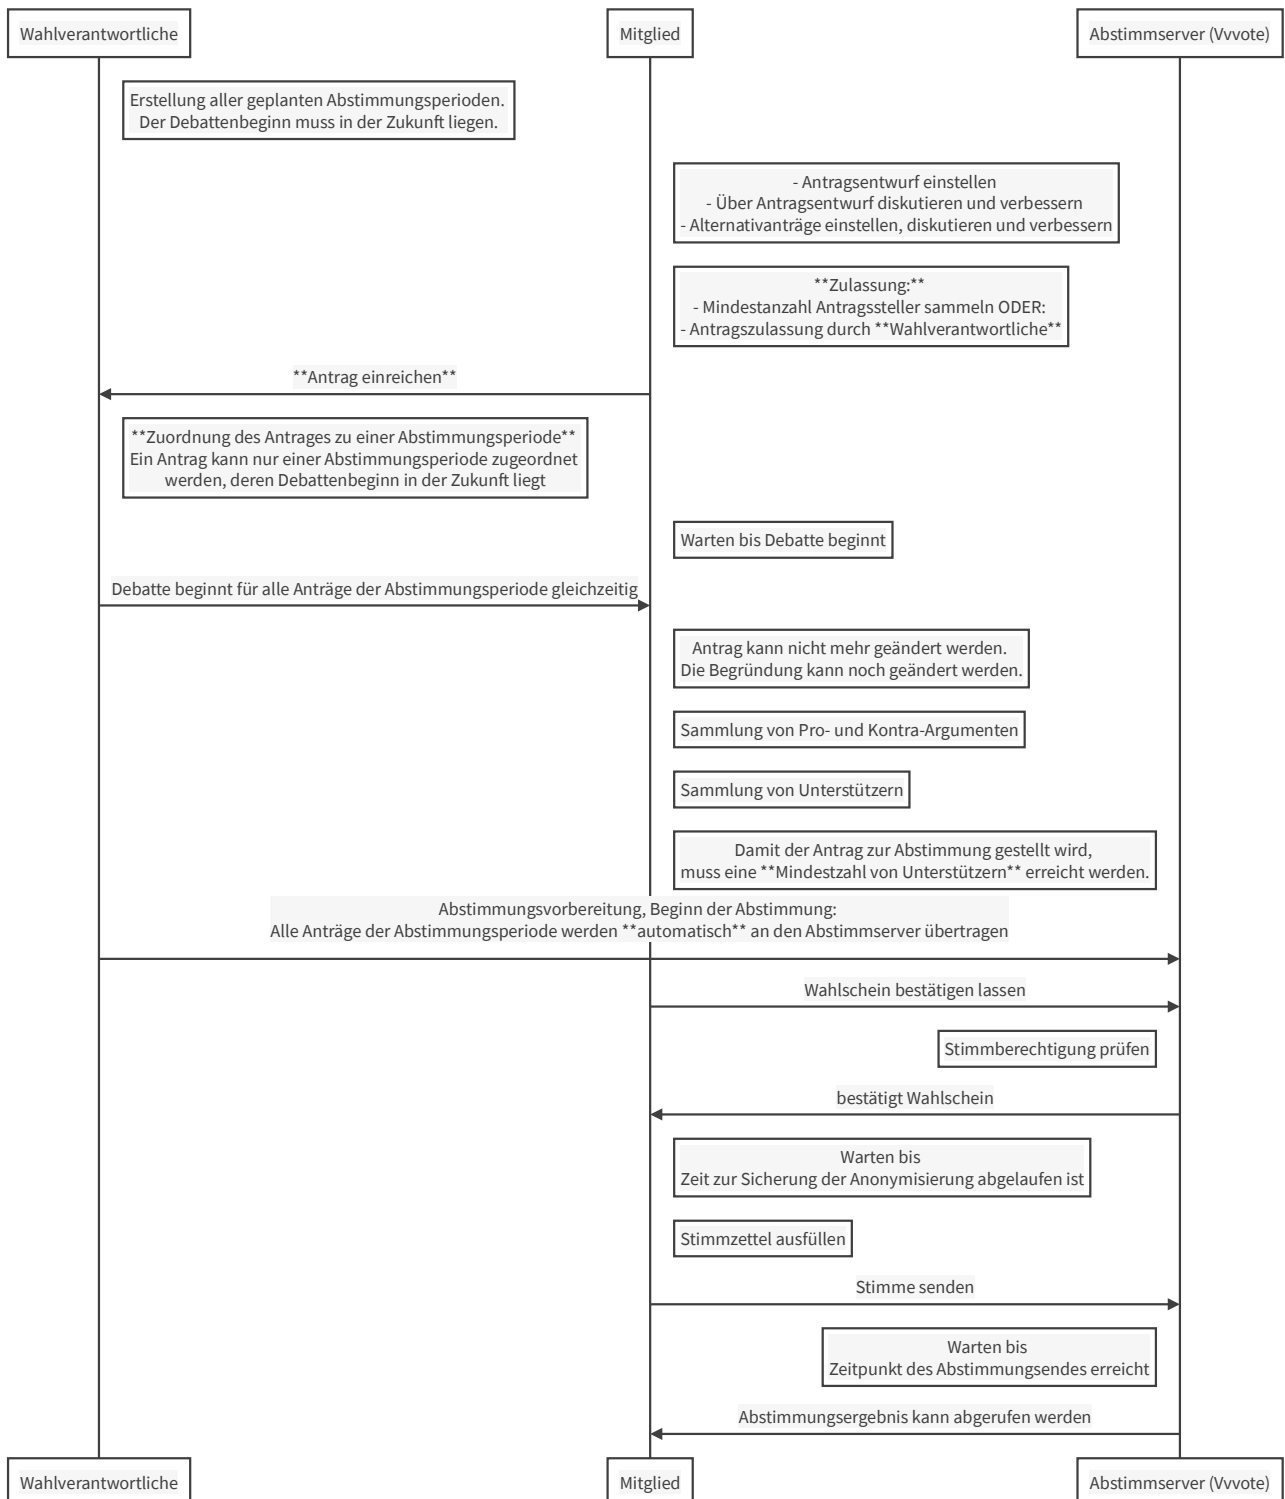 Wahlverantwortliche
Mitglied
Abstimmserver (Vvvote)
Erstellung aller geplanten Abstimmungsperioden.
Der Debattenbeginn muss in der Zukunft liegen.
- Antragsentwurf einstellen
- Über Antragsentwurf diskutieren und verbessern
- Alternativanträge einstellen, diskutieren und verbessern
**Zulassung:**
- Mindestanzahl Antragssteller sammeln ODER:
- Antragszulassung durch **Wahlverantwortliche**
**Antrag einreichen**
**Zuordnung des Antrages zu einer Abstimmungsperiode**
Ein Antrag kann nur einer Abstimmungsperiode zugeordnet
werden, deren Debattenbeginn in der Zukunft liegt
Warten bis Debatte beginnt
Debatte beginnt für alle Anträge der Abstimmungsperiode gleichzeitig
Antrag kann nicht mehr geändert werden.
Die Begründung kann noch geändert werden.
Sammlung von Pro- und Kontra-Argumenten
Sammlung von Unterstützern
Damit der Antrag zur Abstimmung gestellt wird,
muss eine **Mindestzahl von Unterstützern** erreicht werden.
Abstimmungsvorbereitung, Beginn der Abstimmung:
Alle Anträge der Abstimmungsperiode werden **automatisch** an den Abstimmserver übertragen
Wahlschein bestätigen lassen
Stimmberechtigung prüfen
bestätigt Wahlschein
Warten bis
Zeit zur Sicherung der Anonymisierung abgelaufen ist
Stimmzettel ausfüllen
Stimme senden
Warten bis
Zeitpunkt des Abstimmungsendes erreicht
Abstimmungsergebnis kann abgerufen werden
Wahlverantwortliche
Mitglied
Abstimmserver (Vvvote)